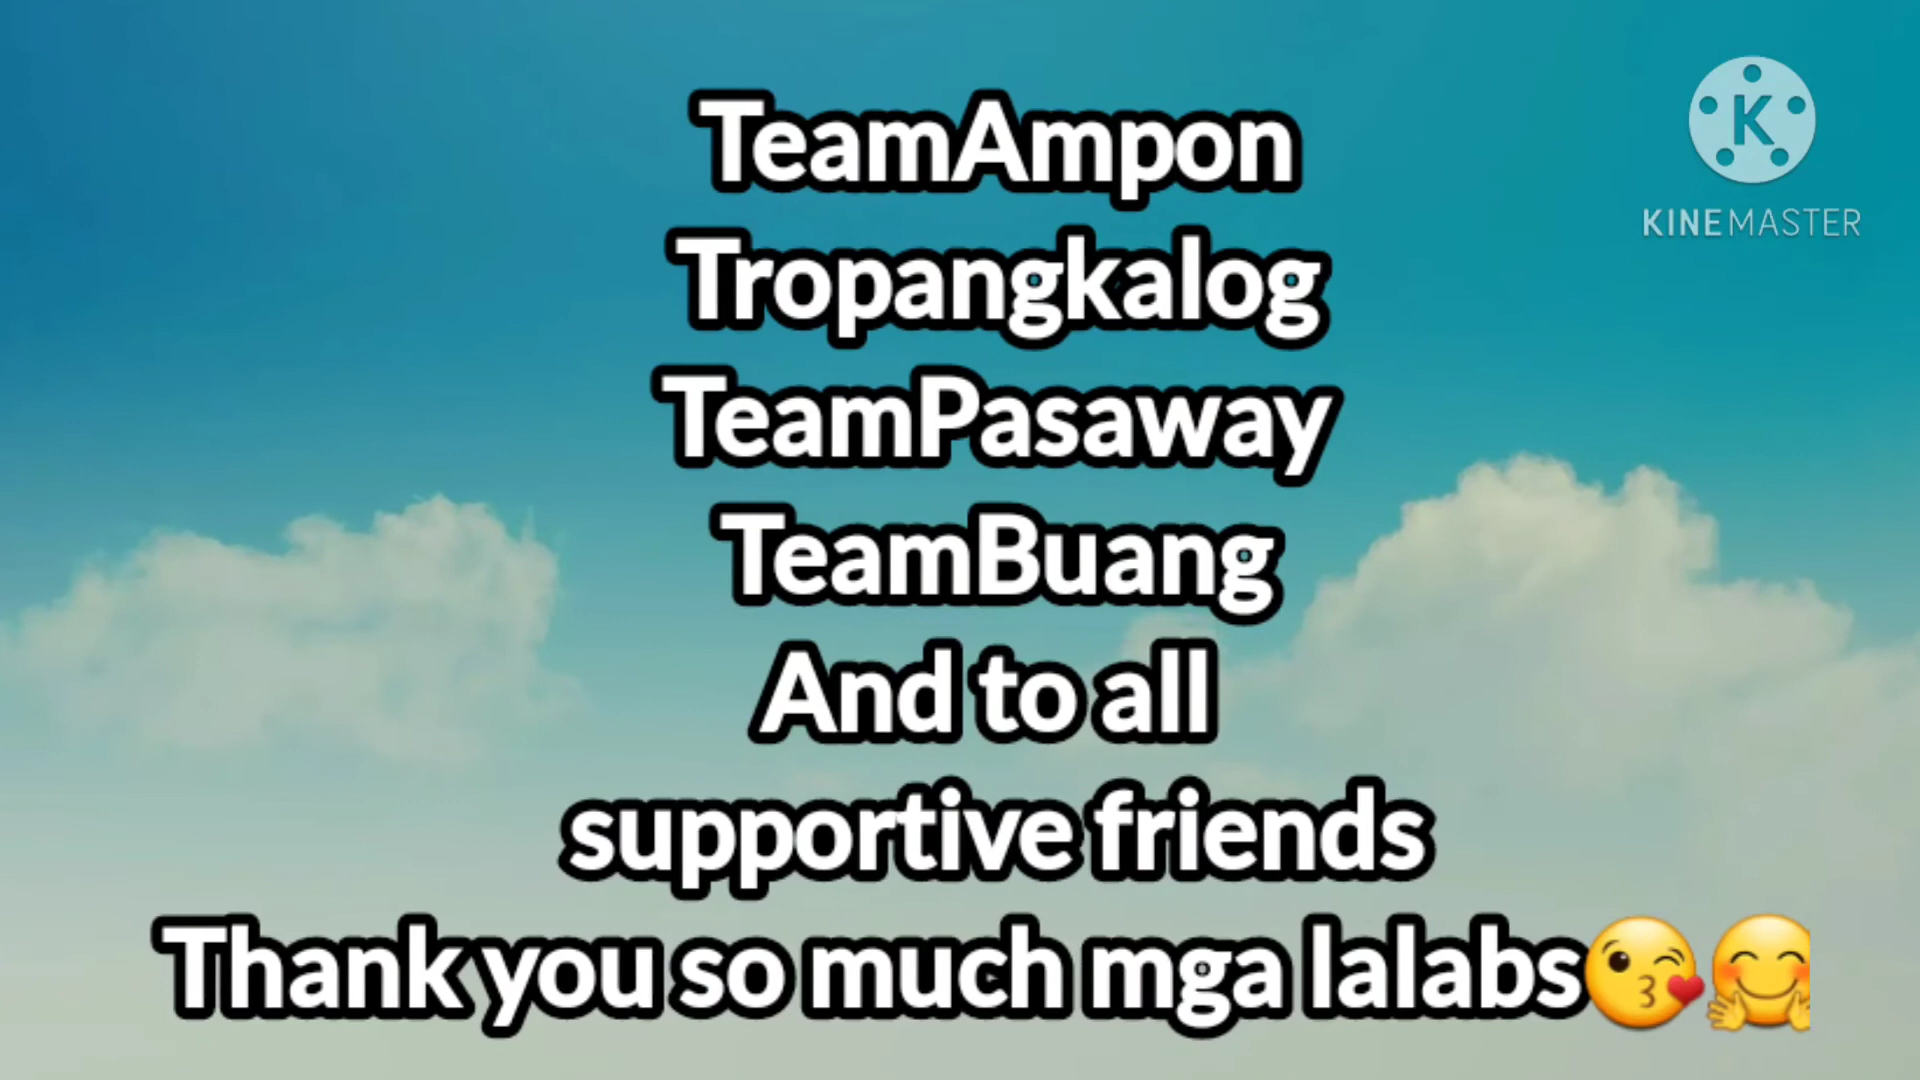 TeamAmpon
Tropangkalog
TeamPasaway
TeamBuang
And to all
supportive friends
Thank you so much mga lalabs😘🤗
K
KINEMASTER